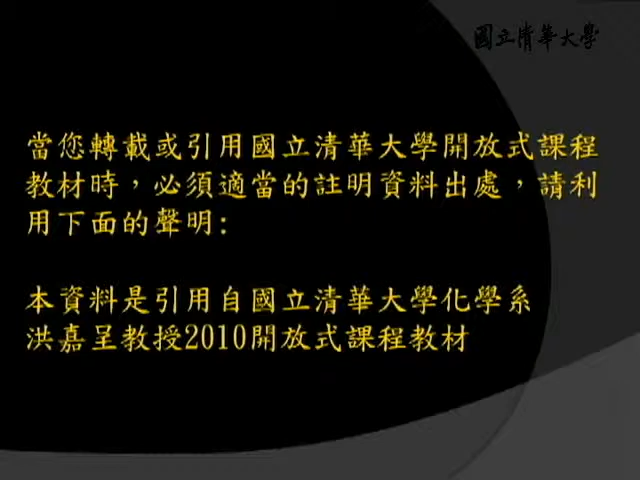 國立清華大學
當您轉載或引用國立清華大學開放式課程
教材時，必須適當的註明資料出處，請利
用下面的聲明:
本資料是引用自國立清華大學化學系
洪嘉呈教授2010開放式課程教材